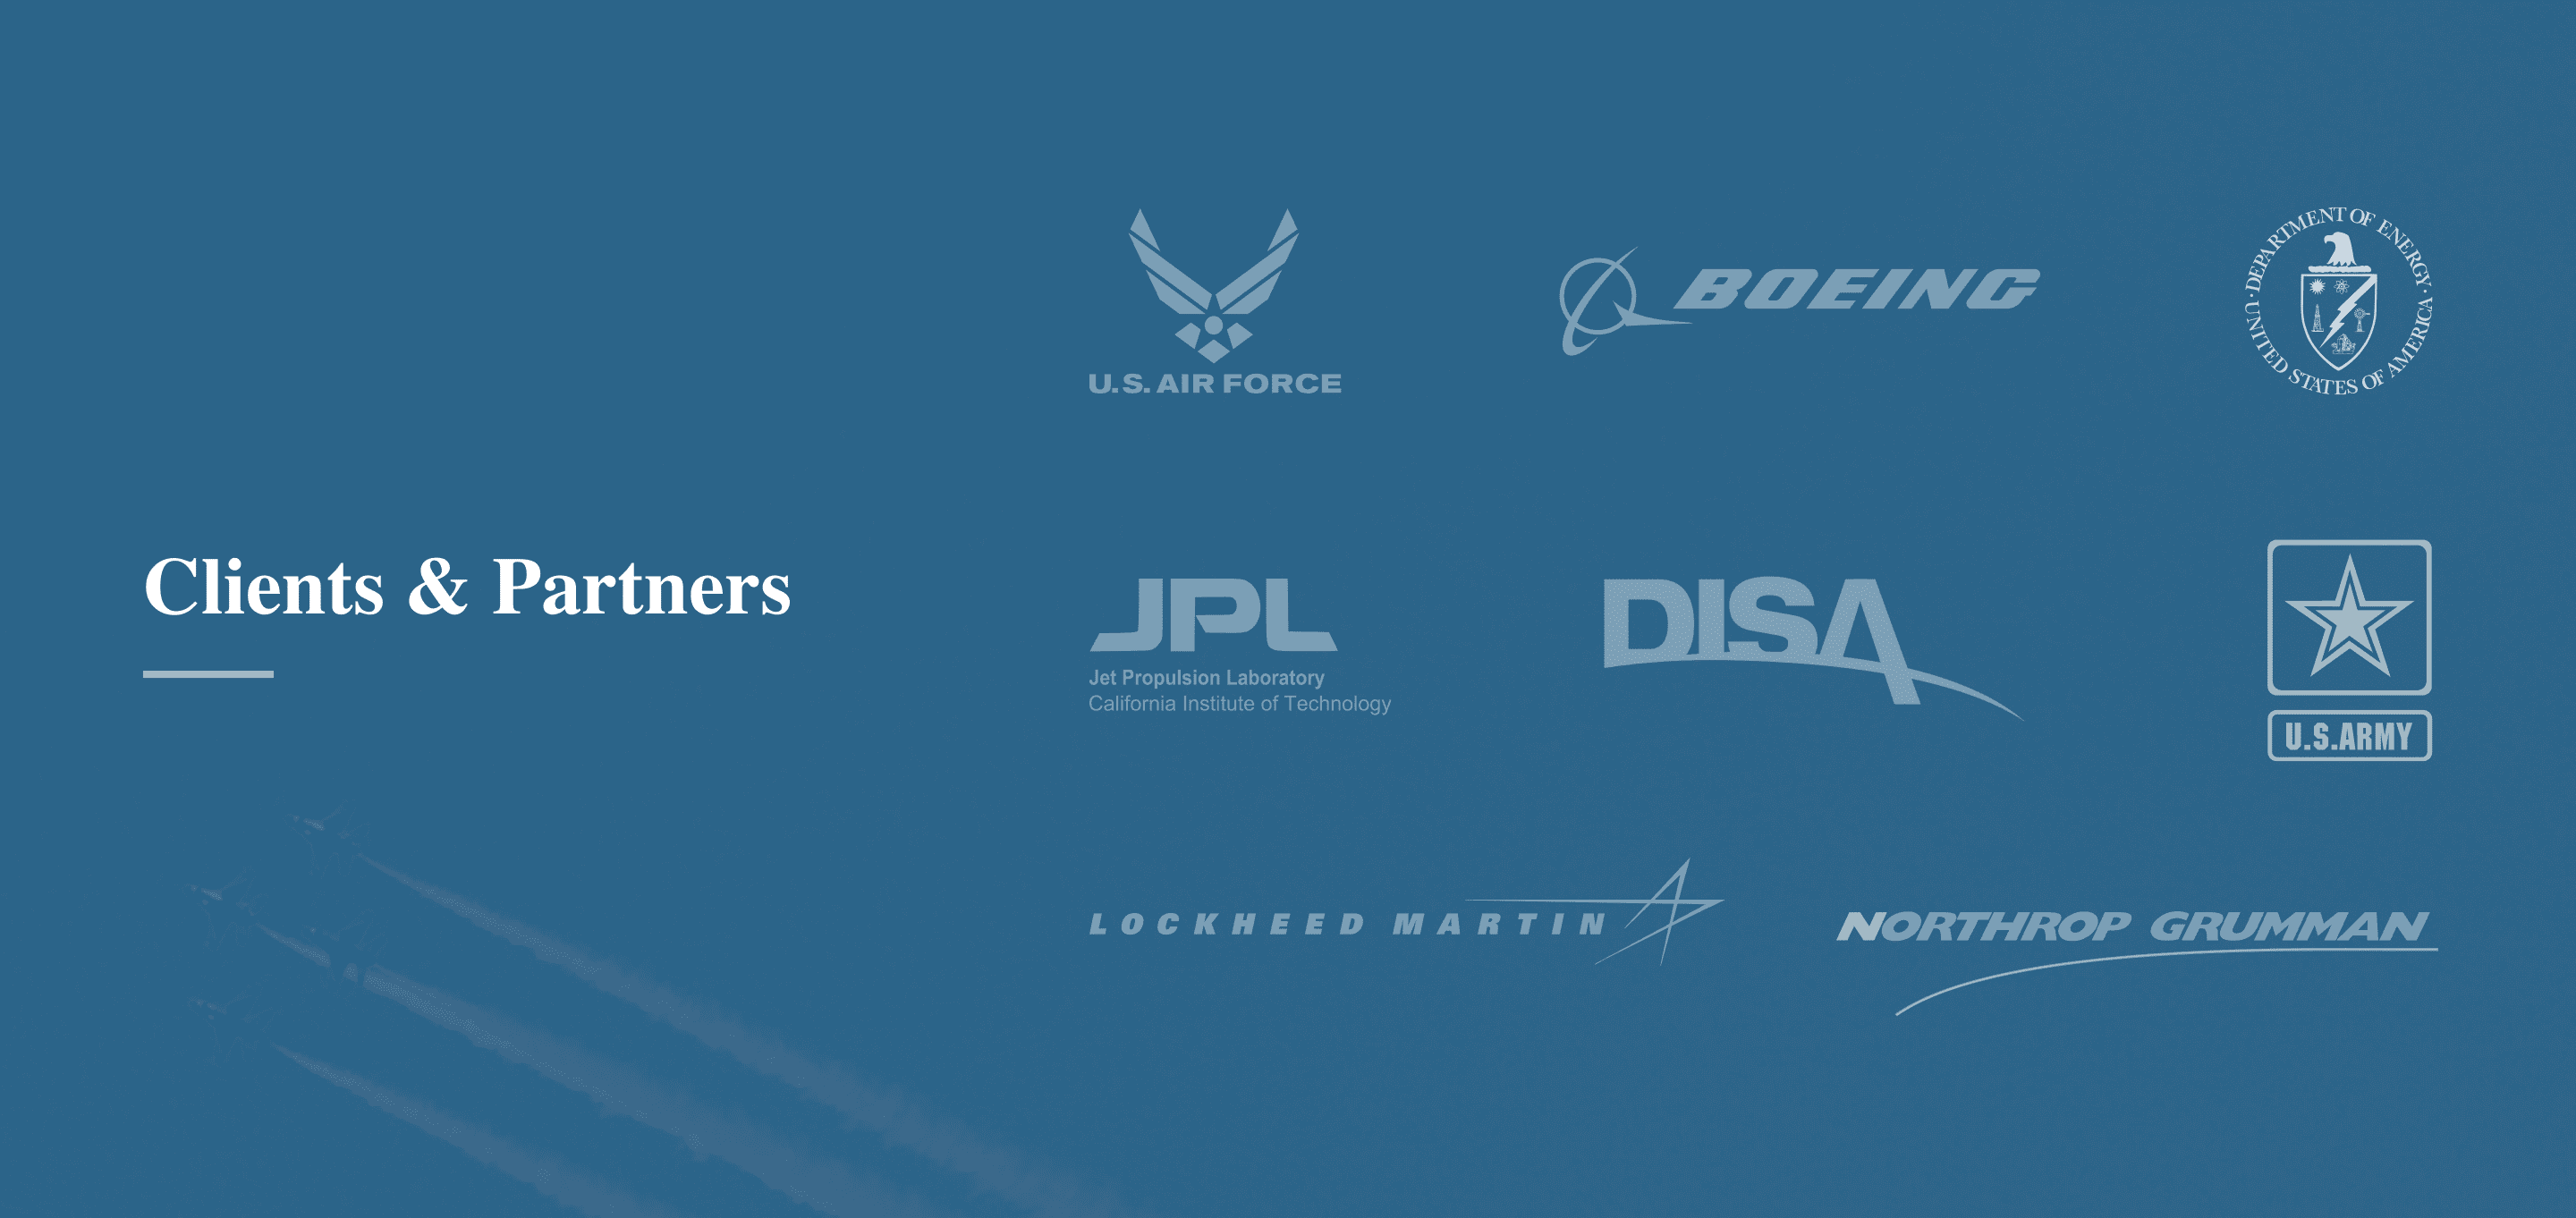 U.S. AIR FORCE
BOEING
DEPARTMENT OF ENERGY
UNITED STATES OF AMERICA
Clients & Partners
JPL
Jet Propulsion Laboratory
California Institute of Technology
DISA
U.S.ARMY
LOCKHEED MARTIN
NORTHROP GRUMMAN